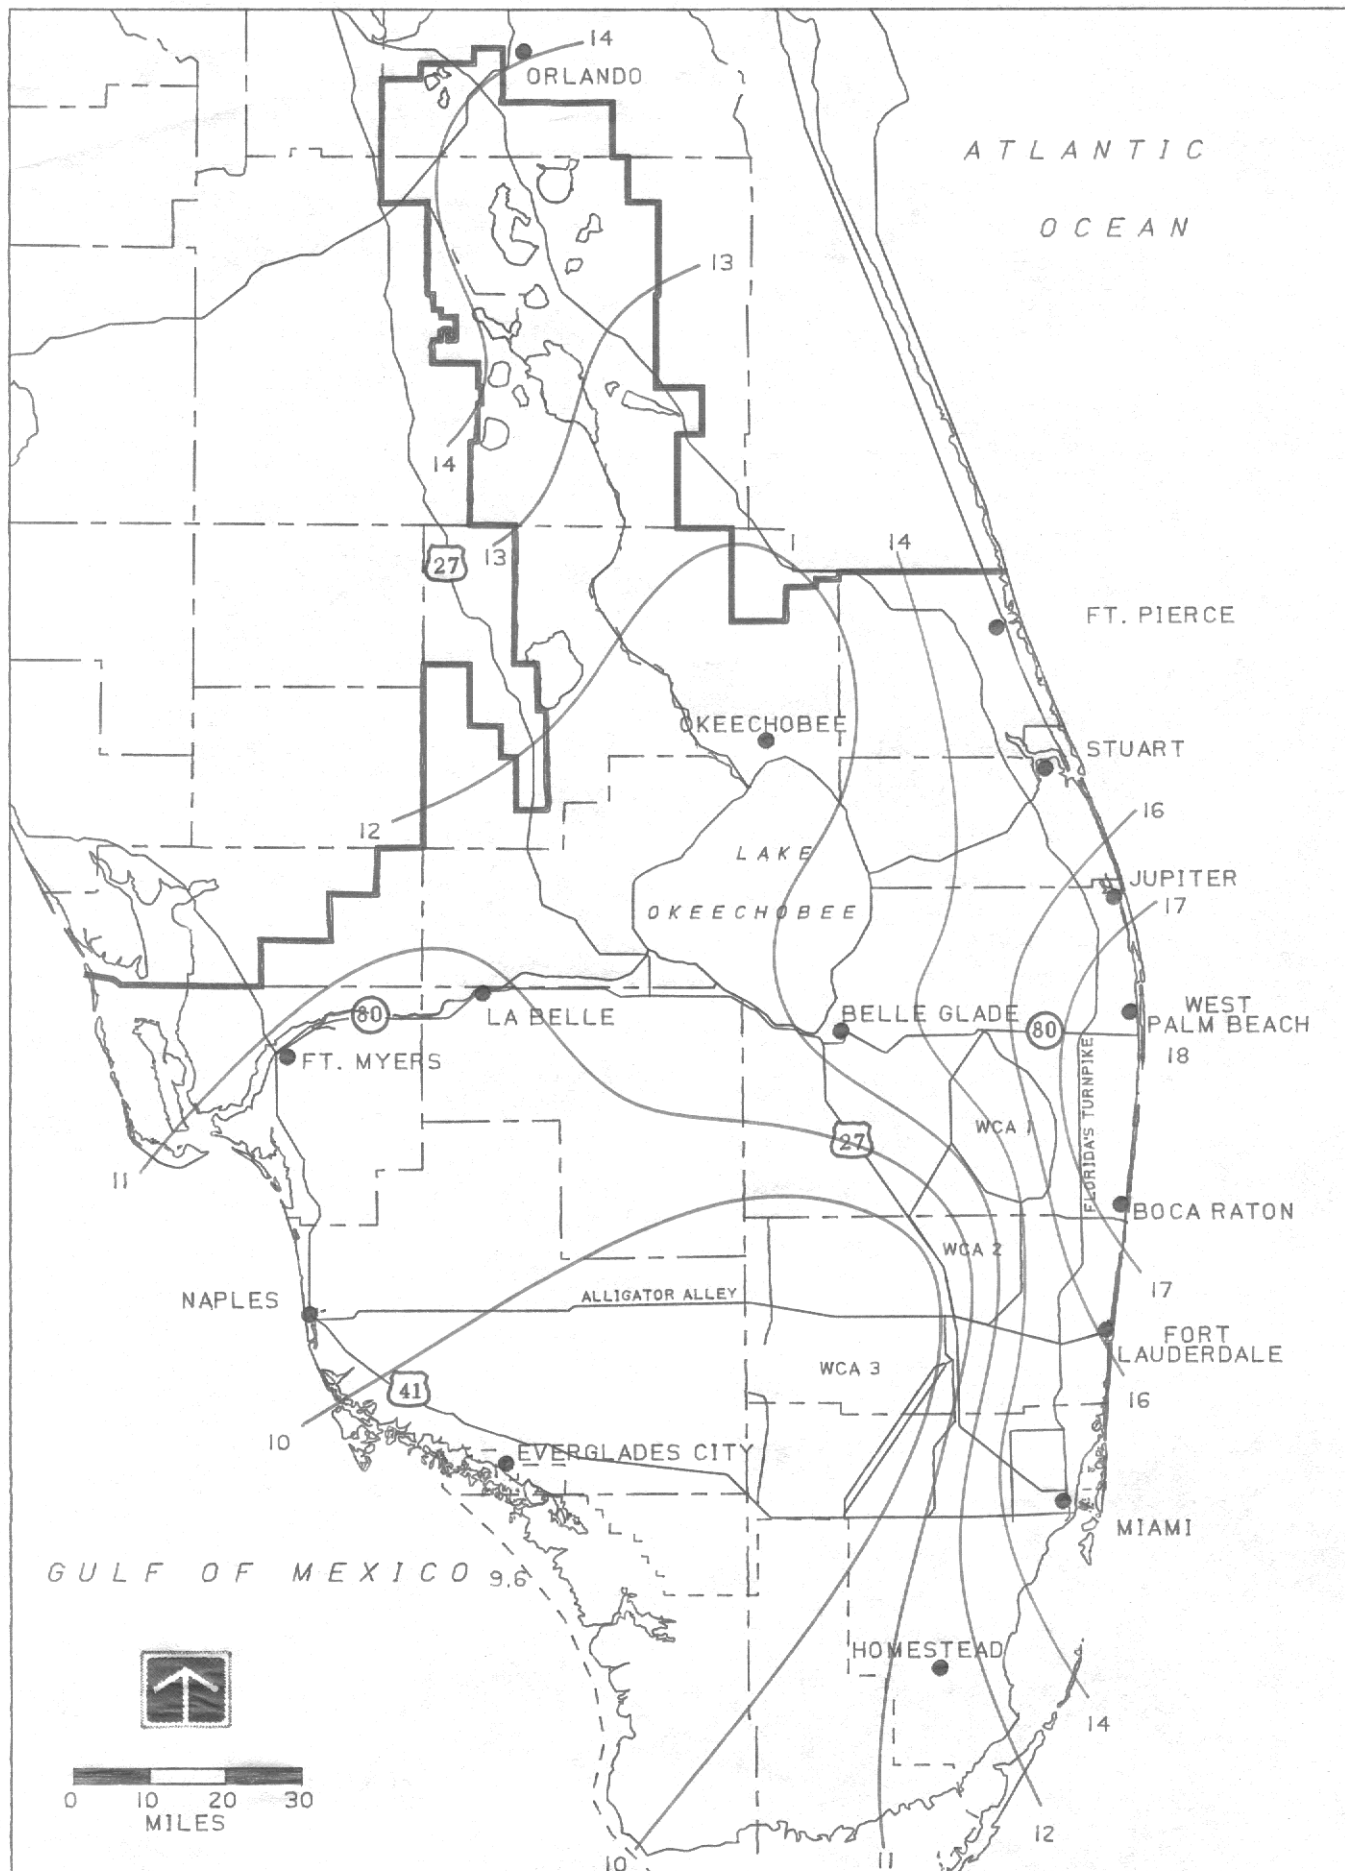 14
ORLANDO
ATLANTIC
OCEAN
13
14
13
27
14
FT. PIERCE
OKEECHOBEE
STUART
16
12
LAKE
OKEECHOBEE
JUPITER
17
BELLE GLADE
80
WEST
PALM BEACH
18
LA BELLE
80
FT. MYERS
FLORIDA'S TURNPIKE
WCA 1
27
11
BOCA RATON
WCA 2
17
NAPLES
ALLIGATOR ALLEY
FORT
LAUDERDALE
WCA 3
16
41
10
EVERGLADES CITY
MIAMI
GULF OF MEXICO
9.6
HOMESTEAD
14
0 10 20 30
MILES
12
11
10